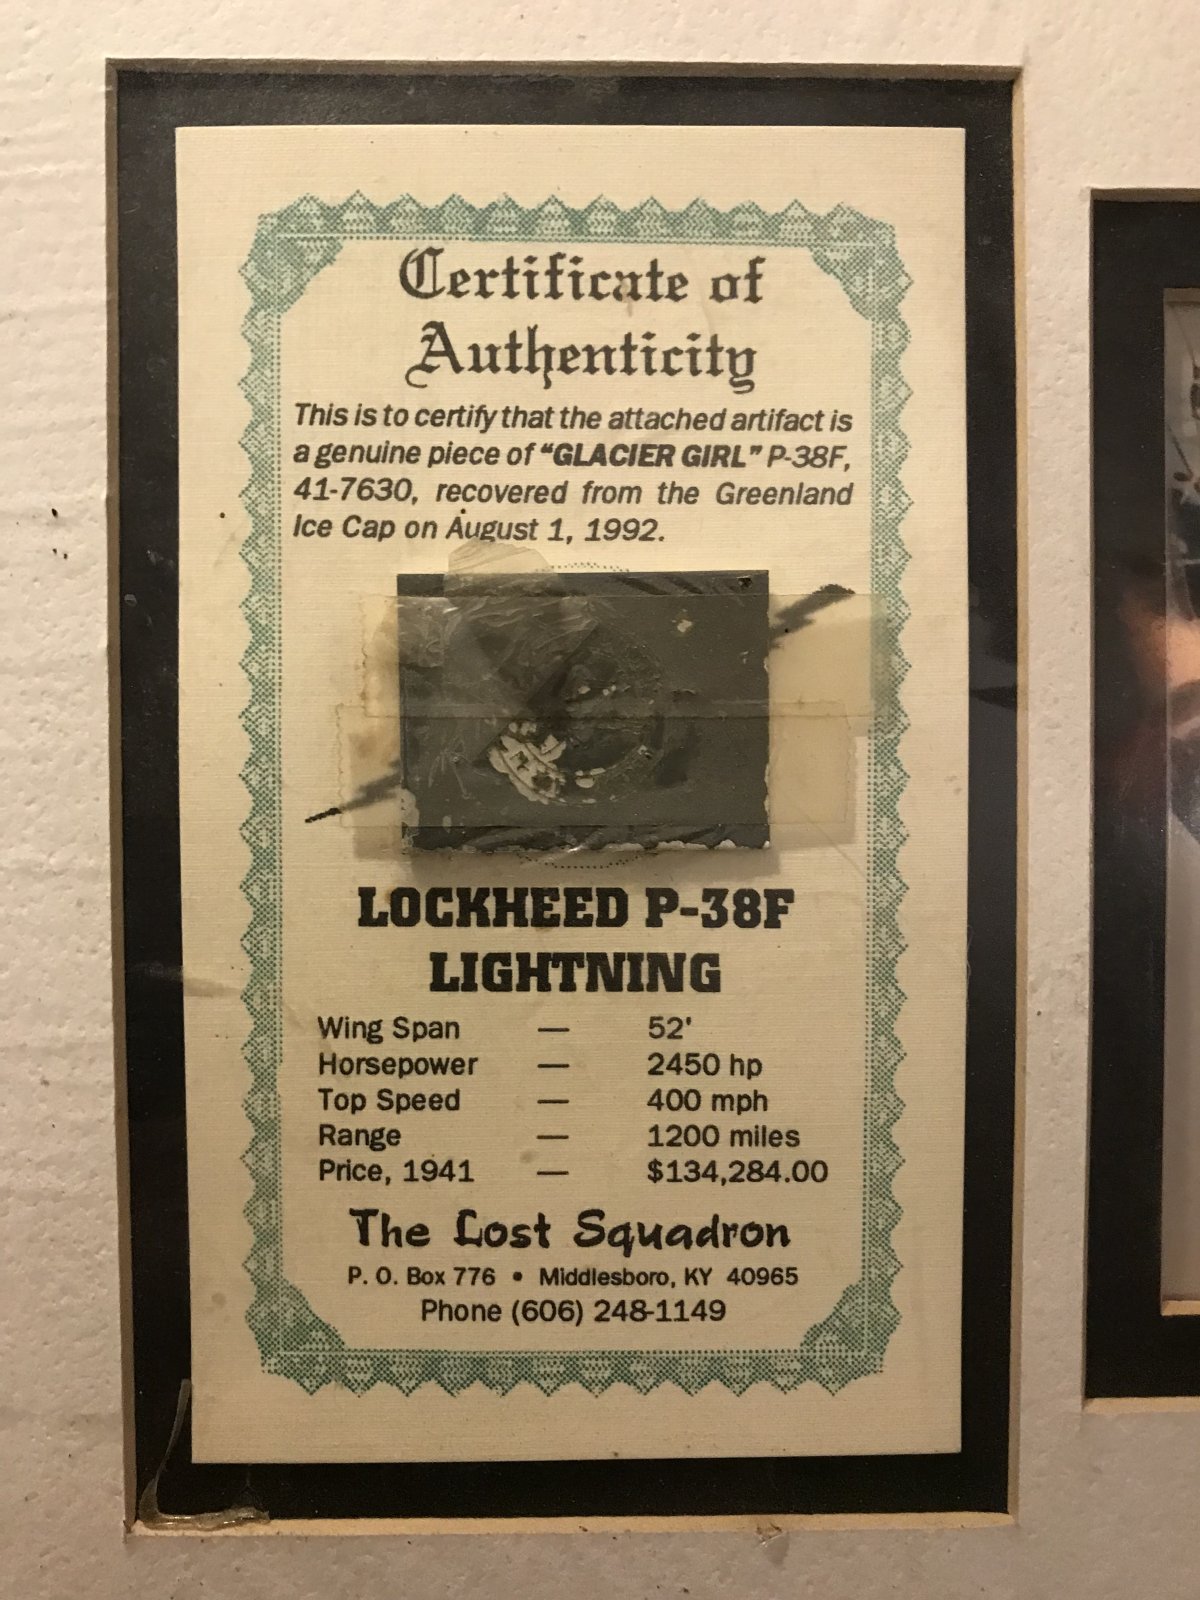 Certificate of
Authenticity
This is to certify that the attached artifact is
a genuine piece of “GLACIER GIRL” P-38F,
41-7630, recovered from the Greenland
Ice Cap on August 1, 1992.
LOCKHEED P-38F
LIGHTNING
Wing Span — 52'
Horsepower — 2450 hp
Top Speed — 400 mph
Range — 1200 miles
Price, 1941 — $134,284.00
The Lost Squadron
P. O. Box 776 • Middlesboro, KY 40965
Phone (606) 248-1149